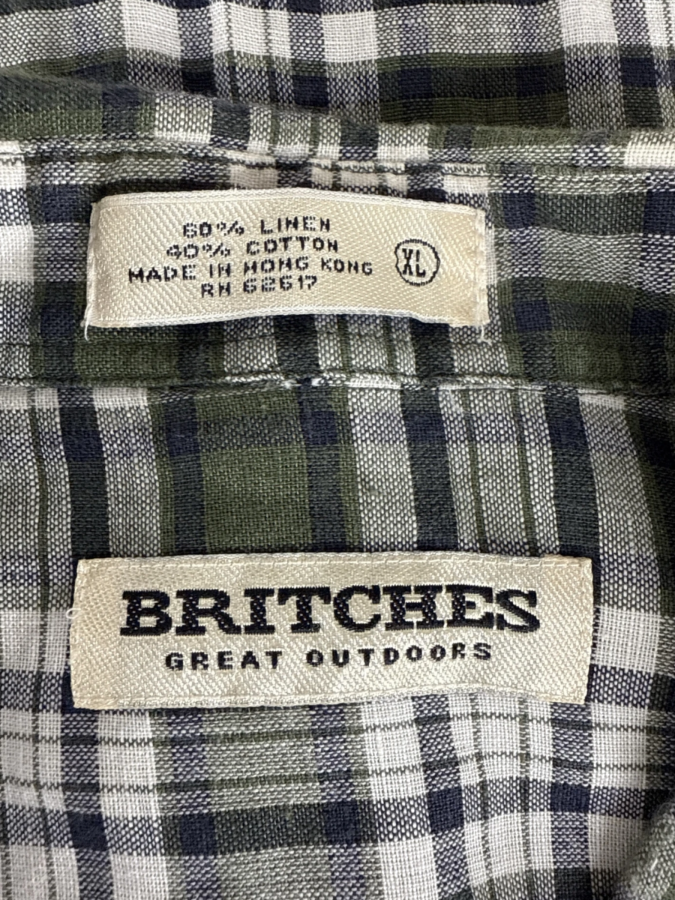 60% LINEN
40% COTTON
MADE IN HONG KONG
RN 62617
XL
BRITCHES
GREAT OUTDOORS